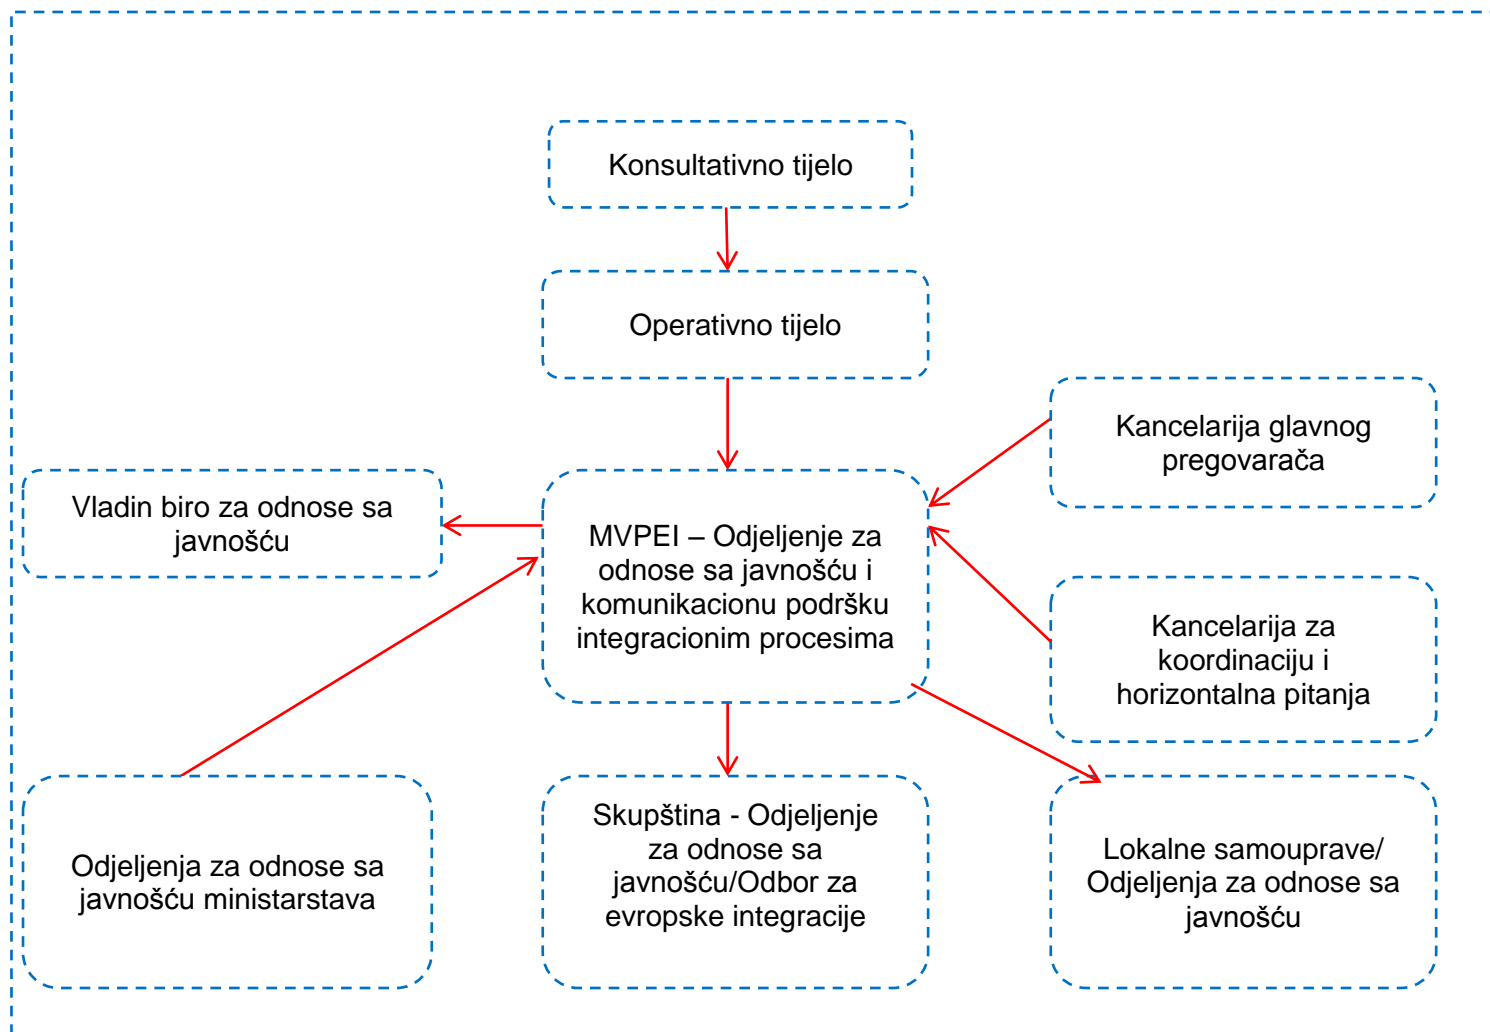 Konsultativno tijelo
Operativno tijelo
Kancelarija glavnog
pregovarača
Vladin biro za odnose sa
javnošću
MVPEI – Odjeljenje za
odnose sa javnošću i
komunikacionu podršku
integracionim procesima
Kancelarija za
koordinaciju i
horizontalna pitanja
Odjeljenja za odnose sa
javnošću ministarstava
Skupština - Odjeljenje
za odnose sa
javnošću/Odbor za
evropske integracije
Lokalne samouprave/
Odjeljenja za odnose sa
javnošću